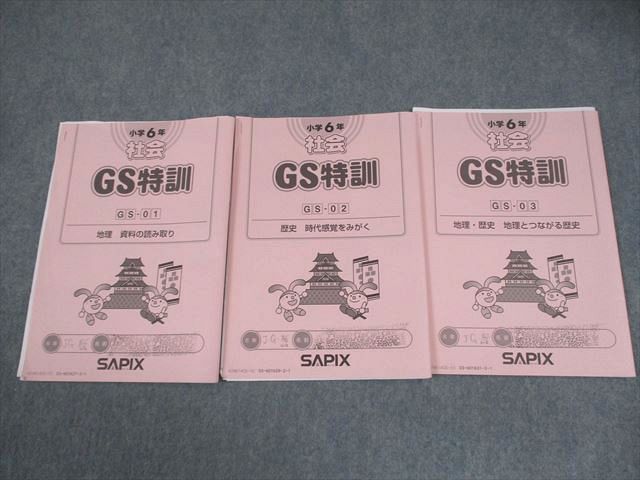 小学6年
社会
GS特訓
GS-01
地理 資料の読み取り
SAPIX
小学6年
社会
GS特訓
GS-02
歴史 時代感覚をみがく
SAPIX
小学6年
社会
GS特訓
GS-03
地理・歴史 地理とつながる歴史
SAPIX